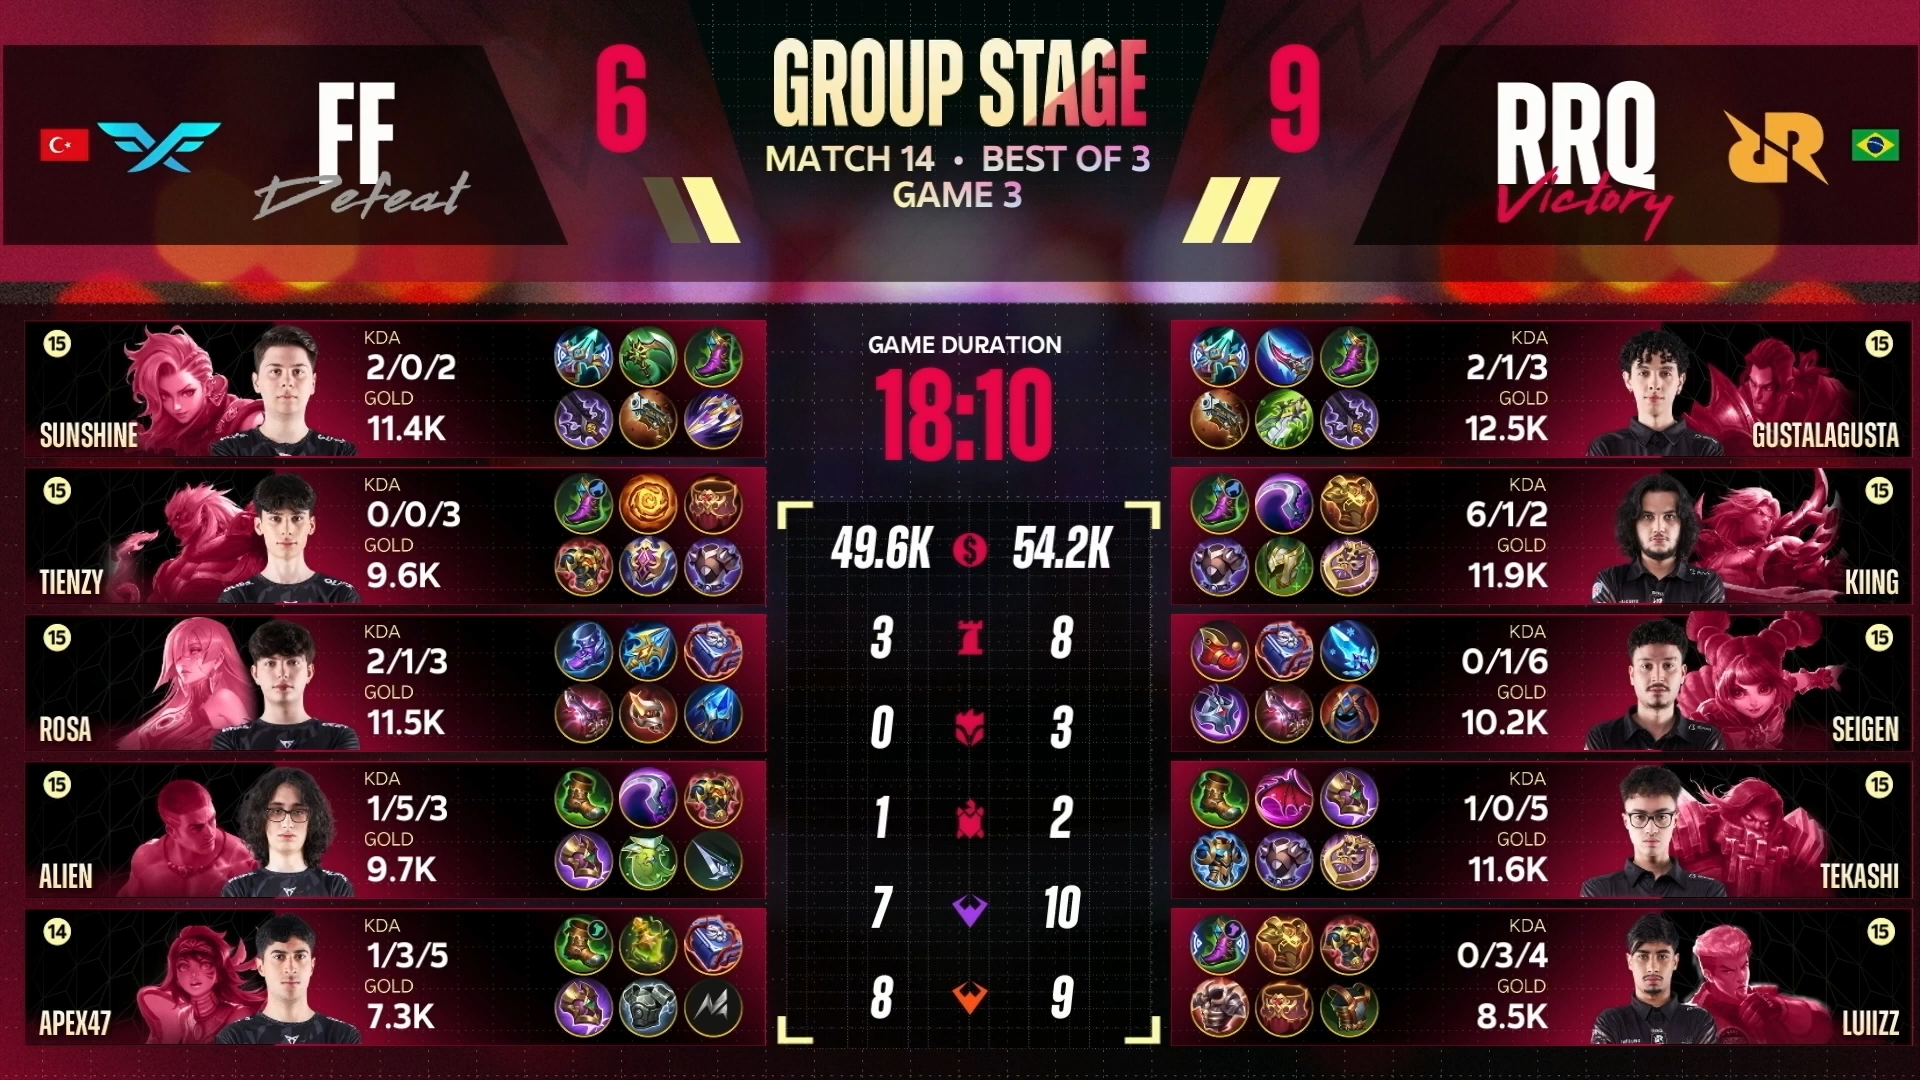 FF
Defeat
6
GROUP STAGE
MATCH 14 • BEST OF 3
GAME 3
9
RRQ
Victory
15
SUNSHINE
KDA
2/0/2
GOLD
11.4K
15
TIENZY
KDA
0/0/3
GOLD
9.6K
15
ROSA
KDA
2/1/3
GOLD
11.5K
15
ALIEN
KDA
1/5/3
GOLD
9.7K
14
APEX47
KDA
1/3/5
GOLD
7.3K
GAME DURATION
18:10
49.6K 54.2K
3 8
0 3
1 2
7 10
8 9
KDA
2/1/3
GOLD
12.5K
15
GUSTALAGUSTA
KDA
6/1/2
GOLD
11.9K
15
KIING
KDA
0/1/6
GOLD
10.2K
15
SEIGEN
KDA
1/0/5
GOLD
11.6K
15
TEKASHI
KDA
0/3/4
GOLD
8.5K
15
LUIIZZ